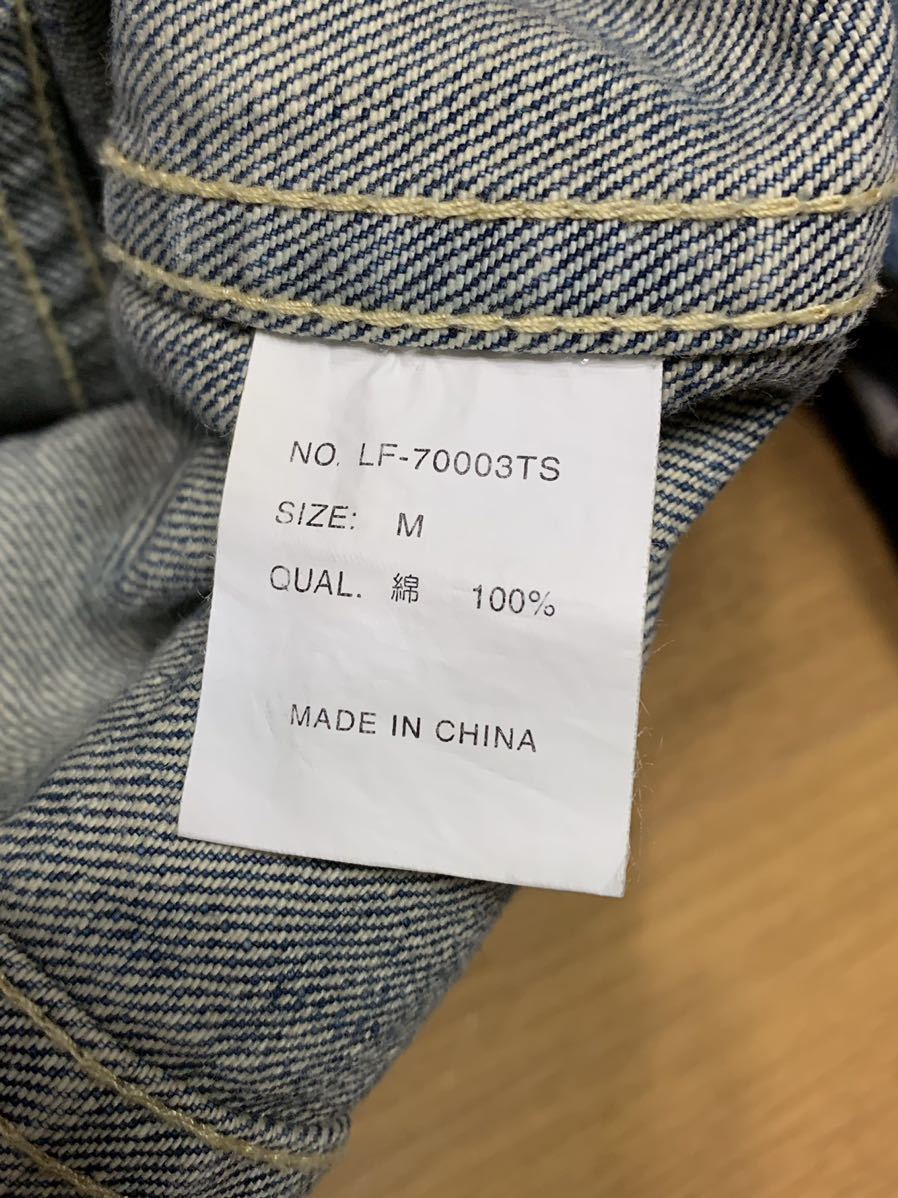 NO. LF-70003TS
SIZE: M
QUAL. 綿 100%
MADE IN CHINA